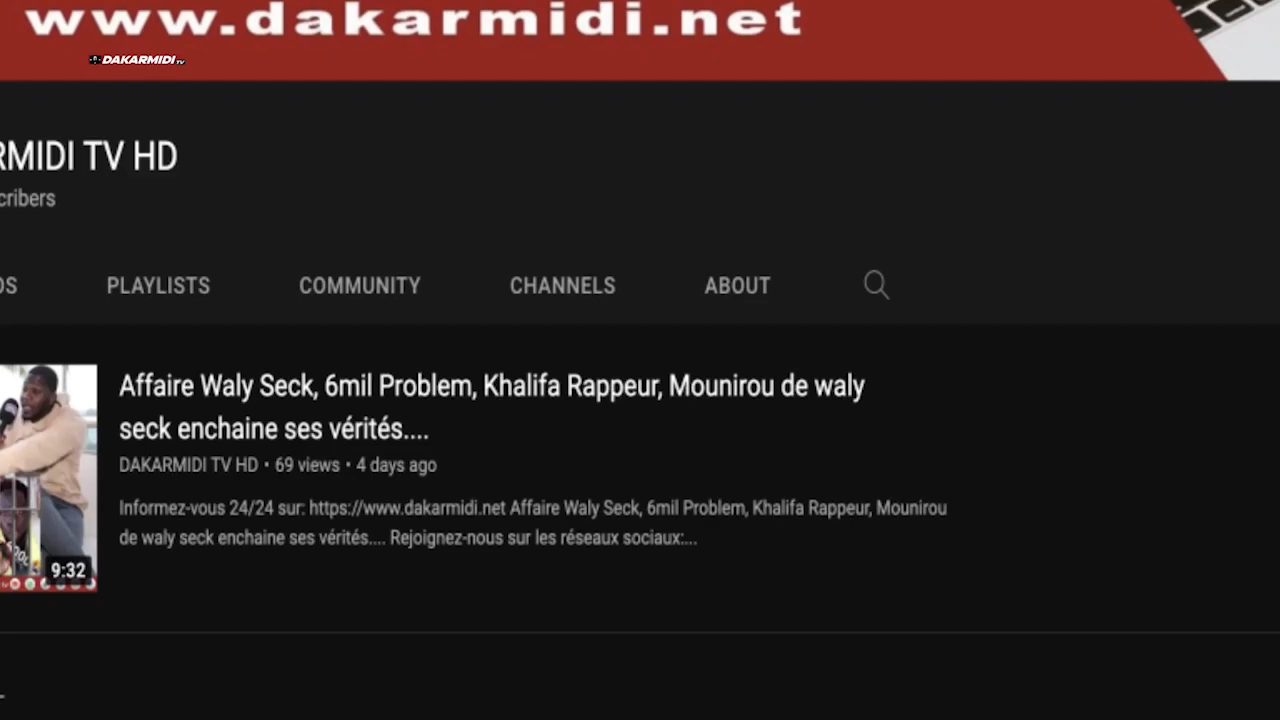 www.dakarmidi.net
DAKARMIDI TV
RMIDI TV HD
cribers
OS PLAYLISTS COMMUNITY CHANNELS ABOUT
Affaire Waly Seck, 6mil Problem, Khalifa Rappeur, Mounirou de waly
seck enchaine ses vérités....
DAKARMIDI TV HD • 69 views • 4 days ago
Informez-vous 24/24 sur: https://www.dakarmidi.net Affaire Waly Seck, 6mil Problem, Khalifa Rappeur, Mounirou
de waly seck enchaine ses vérités.... Rejoignez-nous sur les réseaux sociaux:...
9:32